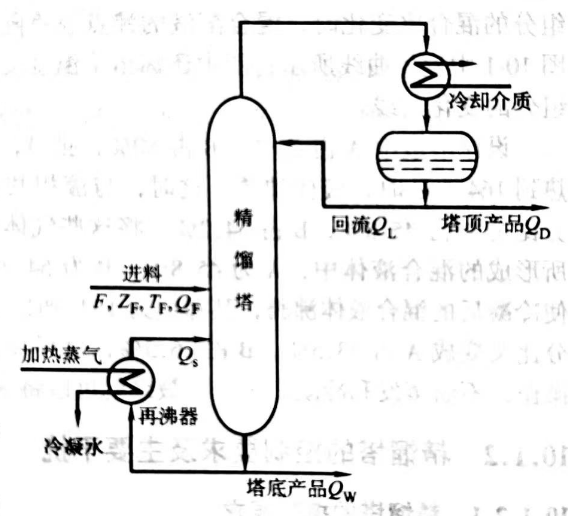 冷却介质
精馏塔
回流Q_L
塔顶产品Q_D
进料
F, Z_F, T_F, Q_F
加热蒸气
Q_s
再沸器
冷凝水
塔底产品Q_W